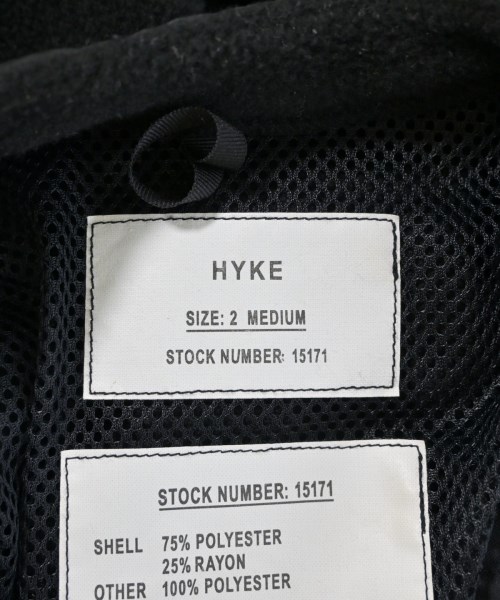 HYKE
SIZE: 2 MEDIUM
STOCK NUMBER: 15171
STOCK NUMBER: 15171
SHELL 75% POLYESTER
25% RAYON
OTHER 100% POLYESTER